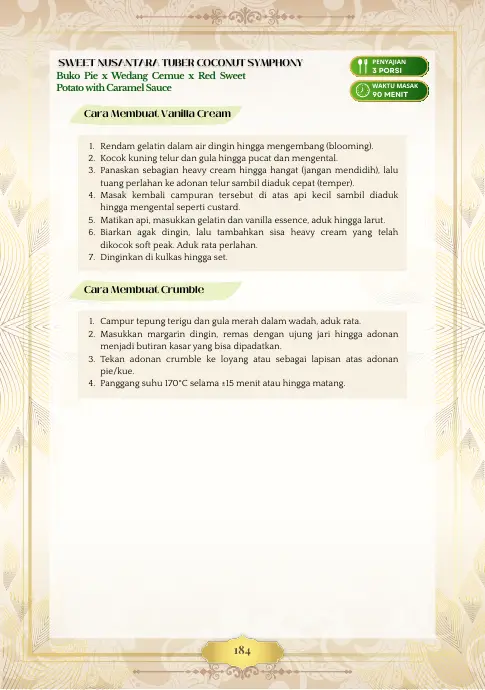 SWEET NUSANTARA TUBER COCONUT SYMPHONY
Buko Pie x Wedang Cemue x Red Sweet
Potato with Caramel Sauce
PENYAJIAN
3 PORSI
WAKTU MASAK
90 MENIT
Cara Membuat Vanilla Cream
1. Rendam gelatin dalam air dingin hingga mengembang (blooming).
2. Kocok kuning telur dan gula hingga pucat dan mengental.
3. Panaskan sebagian heavy cream hingga hangat (jangan mendidih), lalu
tuang perlahan ke adonan telur sambil diaduk cepat (temper).
4. Masak kembali campuran tersebut di atas api kecil sambil diaduk
hingga mengental seperti custard.
5. Matikan api, masukkan gelatin dan vanilla essence, aduk hingga larut.
6. Biarkan agak dingin, lalu tambahkan sisa heavy cream yang telah
dikocok soft peak. Aduk rata perlahan.
7. Dinginkan di kulkas hingga set.
Cara Membuat Crumble
1. Campur tepung terigu dan gula merah dalam wadah, aduk rata.
2. Masukkan margarin dingin, remas dengan ujung jari hingga adonan
menjadi butiran kasar yang bisa dipadatkan.
3. Tekan adonan crumble ke loyang atau sebagai lapisan atas adonan
pie/kue.
4. Panggang suhu 170°C selama ±15 menit atau hingga matang.
184